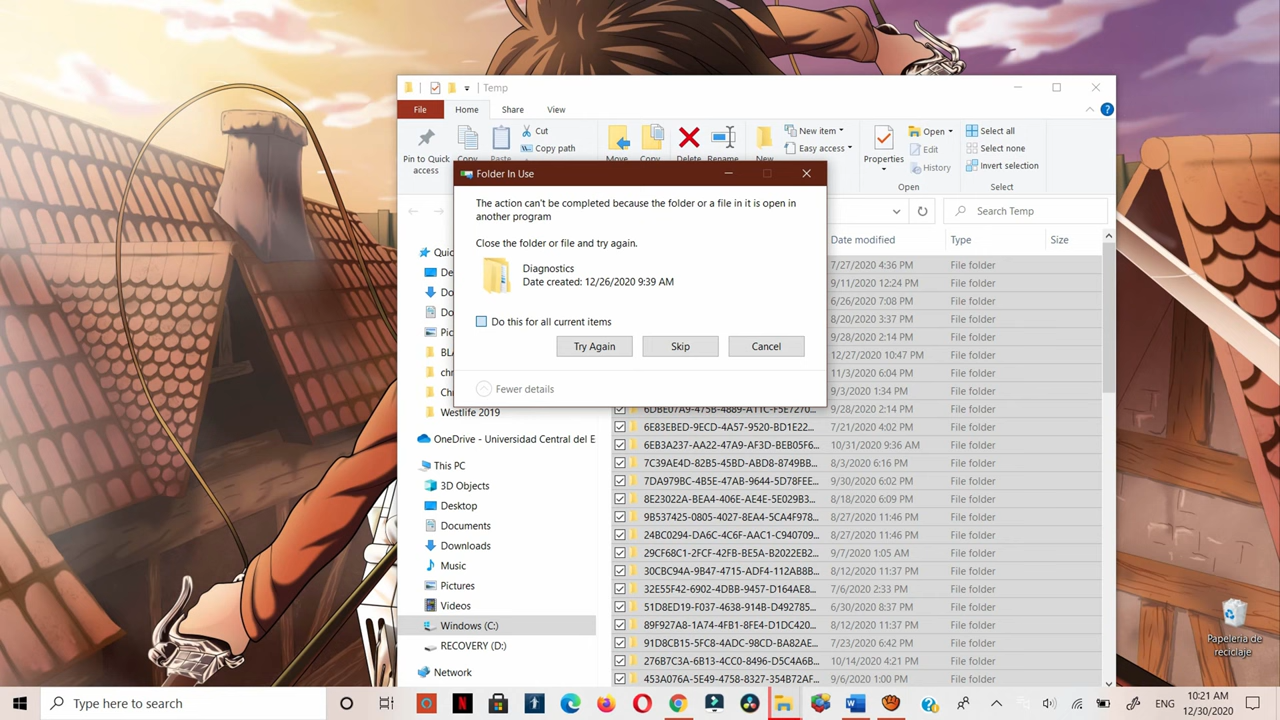 Temp
File Home Share View
Pin to Quick
access
Copy
Paste
Cut
Copy path
Move
Copy
Delete
Rename
New
New item
Easy access
Properties
Open
Edit
History
Open
Select all
Select none
Invert selection
Select
Folder In Use
The action can't be completed because the folder or a file in it is open in
another program
Close the folder or file and try again.
Diagnostics
Date created: 12/26/2020 9:39 AM
Do this for all current items
Try Again Skip Cancel
Fewer details
Search Temp
Date modified Type Size
7/27/2020 4:36 PM File folder
9/11/2020 12:24 PM File folder
6/26/2020 7:08 PM File folder
8/20/2020 3:37 PM File folder
9/28/2020 2:14 PM File folder
12/27/2020 10:47 PM File folder
11/3/2020 6:04 PM File folder
9/3/2020 1:34 PM File folder
6DBE07A9-475B-4889-A11C-F5E7270... 9/28/2020 2:14 PM File folder
6E83EBED-9ECD-4A57-9520-BD1E22... 7/21/2020 4:02 PM File folder
6EB3A237-AA22-47A9-AF3D-BEB05F6... 10/31/2020 9:36 AM File folder
7C39AE4D-82B5-45BD-ABD8-8749BB... 8/3/2020 6:16 PM File folder
7DA979BC-4B5E-47AB-9644-5D78FEE... 9/30/2020 6:02 PM File folder
8E23022A-BEA4-406E-AE4E-5E029B3... 8/18/2020 5:09 PM File folder
9B537425-0805-4027-8EA4-5CA4F978... 8/27/2020 11:46 PM File folder
24BC0294-DA6C-4C6F-AAC1-C940709... 8/27/2020 11:46 PM File folder
29CF68C1-2FCF-42FB-BE5A-B2022EB2... 9/7/2020 1:05 AM File folder
30CBC94A-9B47-4715-ADF4-112AB8B... 8/12/2020 11:37 PM File folder
32E55F42-6902-4DBB-9457-D164AE8... 7/6/2020 2:33 PM File folder
51D8ED19-F037-4638-914B-D492785... 6/30/2020 8:37 PM File folder
89F927A8-1A74-4FB1-8FE4-D1DC420... 8/12/2020 11:37 PM File folder
91D8CB15-5FC8-4ADC-98CD-BA82AE... 7/23/2020 6:42 PM File folder
276B7C3A-6B13-4CC0-8496-D5C4A6B... 10/14/2020 4:21 PM File folder
453A076A-5E49-4758-8327-354B72AF... 9/6/2020 1:00 PM File folder
Quic
De
Do
Do
Pic
BL
chr
Chr
Westlife 2019
OneDrive - Universidad Central del E
This PC
3D Objects
Desktop
Documents
Downloads
Music
Pictures
Videos
Windows (C:)
RECOVERY (D:)
Network
Papelería de
reciclaje
Type here to search
ENG
10:21 AM
12/30/2020